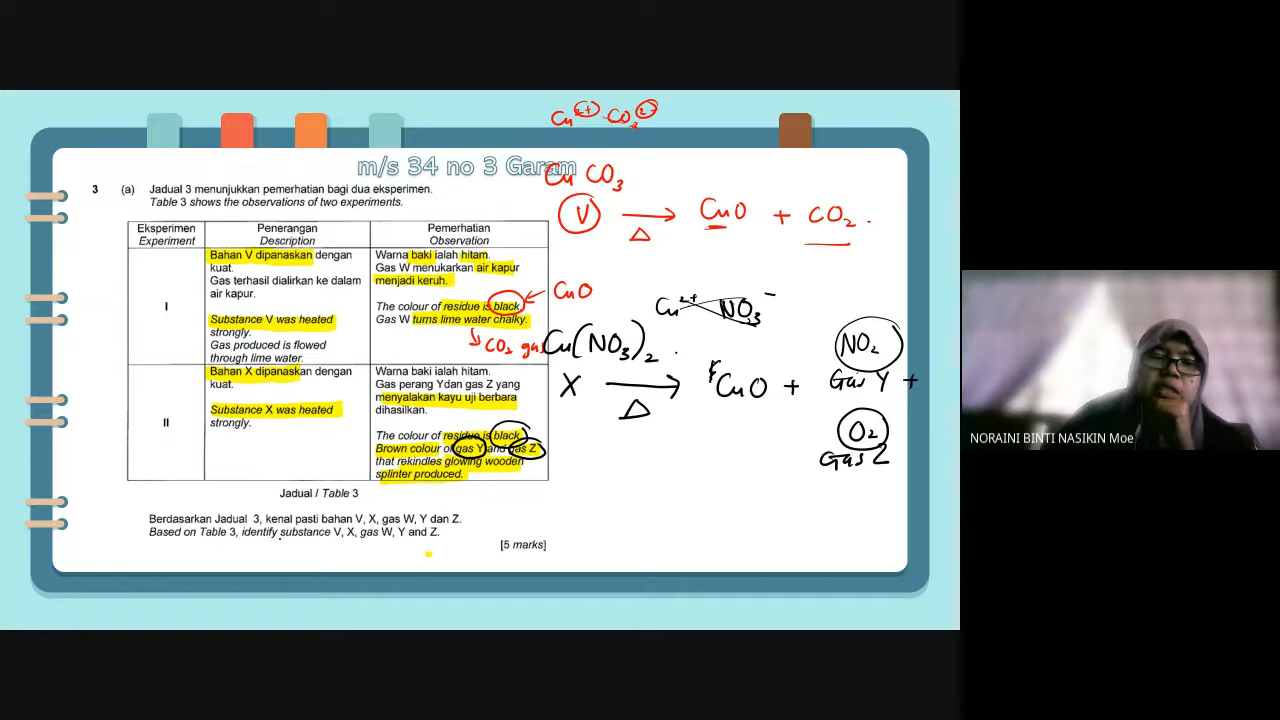 Cu2+ CO32-
m/s 34 no 3 Garam
3 (a) Jadual 3 menunjukkan pemerhatian bagi dua eksperimen.
Table 3 shows the observations of two experiments.
Eksperimen
Experiment
Penerangan
Description
Pemerhatian
Observation
I
Bahan V dipanaskan dengan
kuat.
Gas terhasil dialirkan ke dalam
air kapur.
Substance V was heated
strongly.
Gas produced is flowed
through lime water.
Warna baki ialah hitam.
Gas W menukarkan air kapur
menjadi keruh.
The colour of residue is black.
Gas W turns lime water chalky.
II
Bahan X dipanaskan dengan
kuat.
Substance X was heated
strongly.
Warna baki ialah hitam.
Gas perang Ydan gas Z yang
menyalakan kayu uji berbara
dihasilkan.
The colour of residue is black.
Brown colour of gas Y and gas Z
that rekindles glowing wooden
splinter produced.
Jadual / Table 3
Berdasarkan Jadual 3, kenal pasti bahan V, X, gas W, Y dan Z.
Based on Table 3, identify substance V, X, gas W, Y and Z.
[5 marks]
Cu CO3
V → CuO + CO2 .
Δ
CuO
CO2 gas
Cu2+ NO3-
Cu(NO3)2 .
X → CuO + NO2
Δ
Gas Y +
O2
Gas Z
NORAINI BINTI NASIKIN Moe